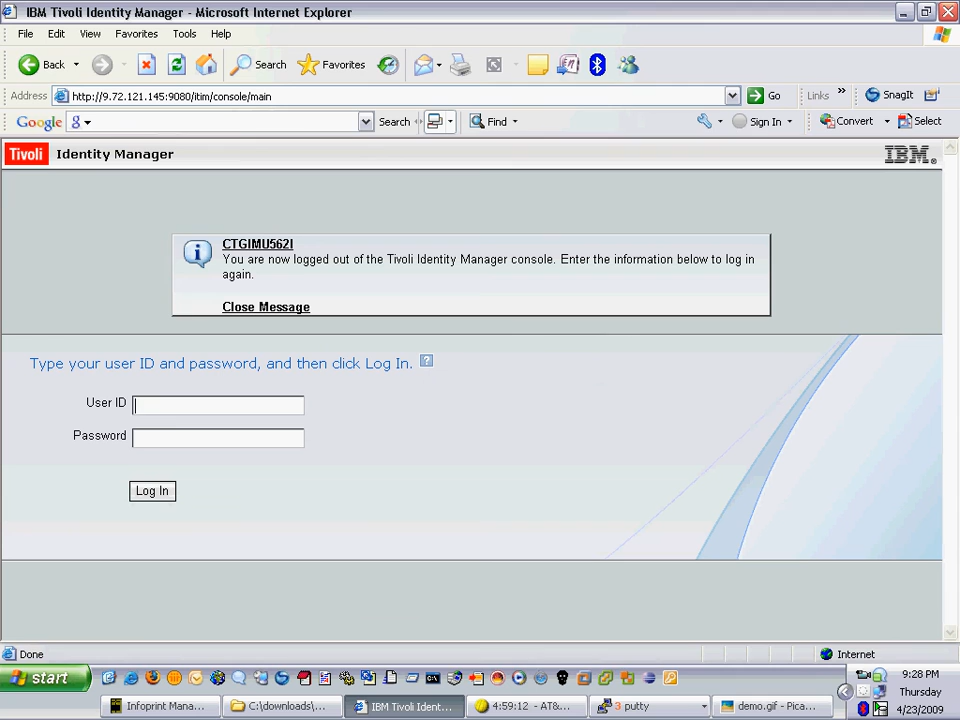 IBM Tivoli Identity Manager - Microsoft Internet Explorer
File Edit View Favorites Tools Help
Back Search Favorites
Address http://9.72.121.145:9080/itim/console/main Go Links » SnagIt
Google g Search Find Sign In Convert Select
Tivoli Identity Manager IBM
CTGIMU562I
You are now logged out of the Tivoli Identity Manager console. Enter the information below to log in
again.
Close Message
Type your user ID and password, and then click Log In. ?
User ID
Password
Log In
Done Internet
start
9:28 PM
Thursday
4/23/2009
Infoprint Mana... C:\downloads\... IBM Tivoli Ident... 4:59:12 - AT&... 3 putty demo.gif - Pica...